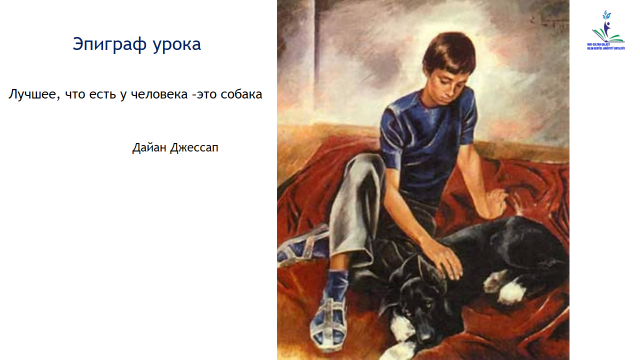 Эпиграф урока
Лучшее, что есть у человека -это собака
Дайан Джессап